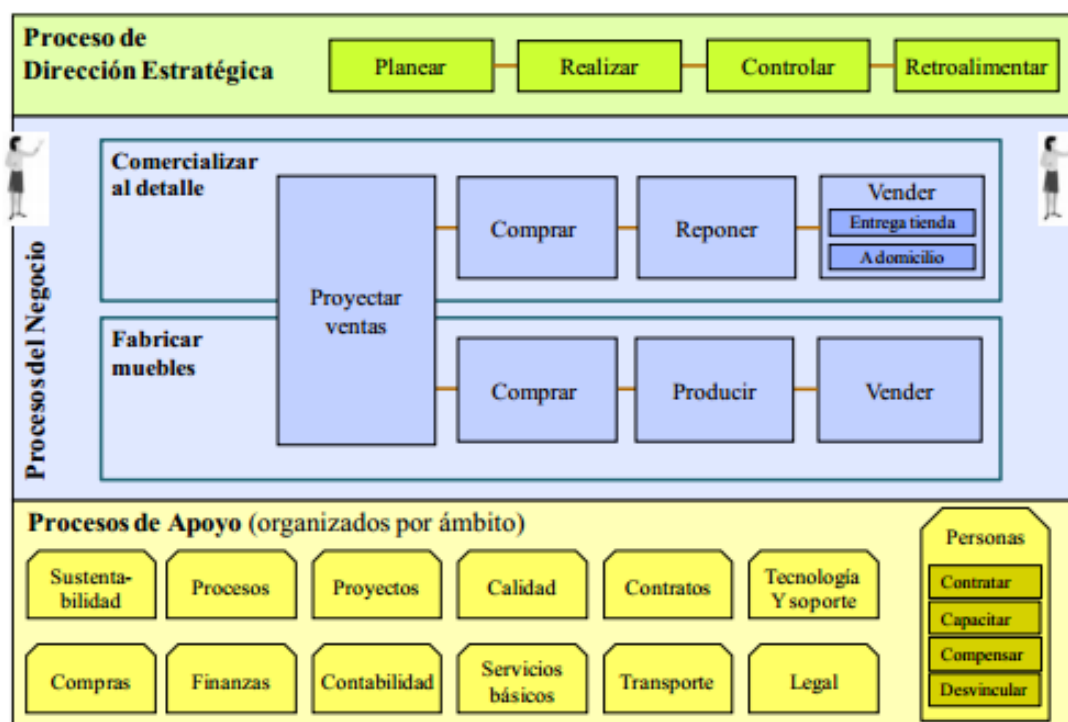 Proceso de
Dirección Estratégica
Planear
Realizar
Controlar
Retroalimentar
Procesos del Negocio
Comercializar
al detalle
Proyectar
ventas
Comprar
Reponer
Vender
Entrega tienda
A domicilio
Fabricar
muebles
Comprar
Producir
Vender
Procesos de Apoyo (organizados por ámbito)
Sustenta-
bilidad
Procesos
Proyectos
Calidad
Contratos
Tecnología
Y soporte
Compras
Finanzas
Contabilidad
Servicios
básicos
Transporte
Legal
Personas
Contratar
Capacitar
Compensar
Desvincular